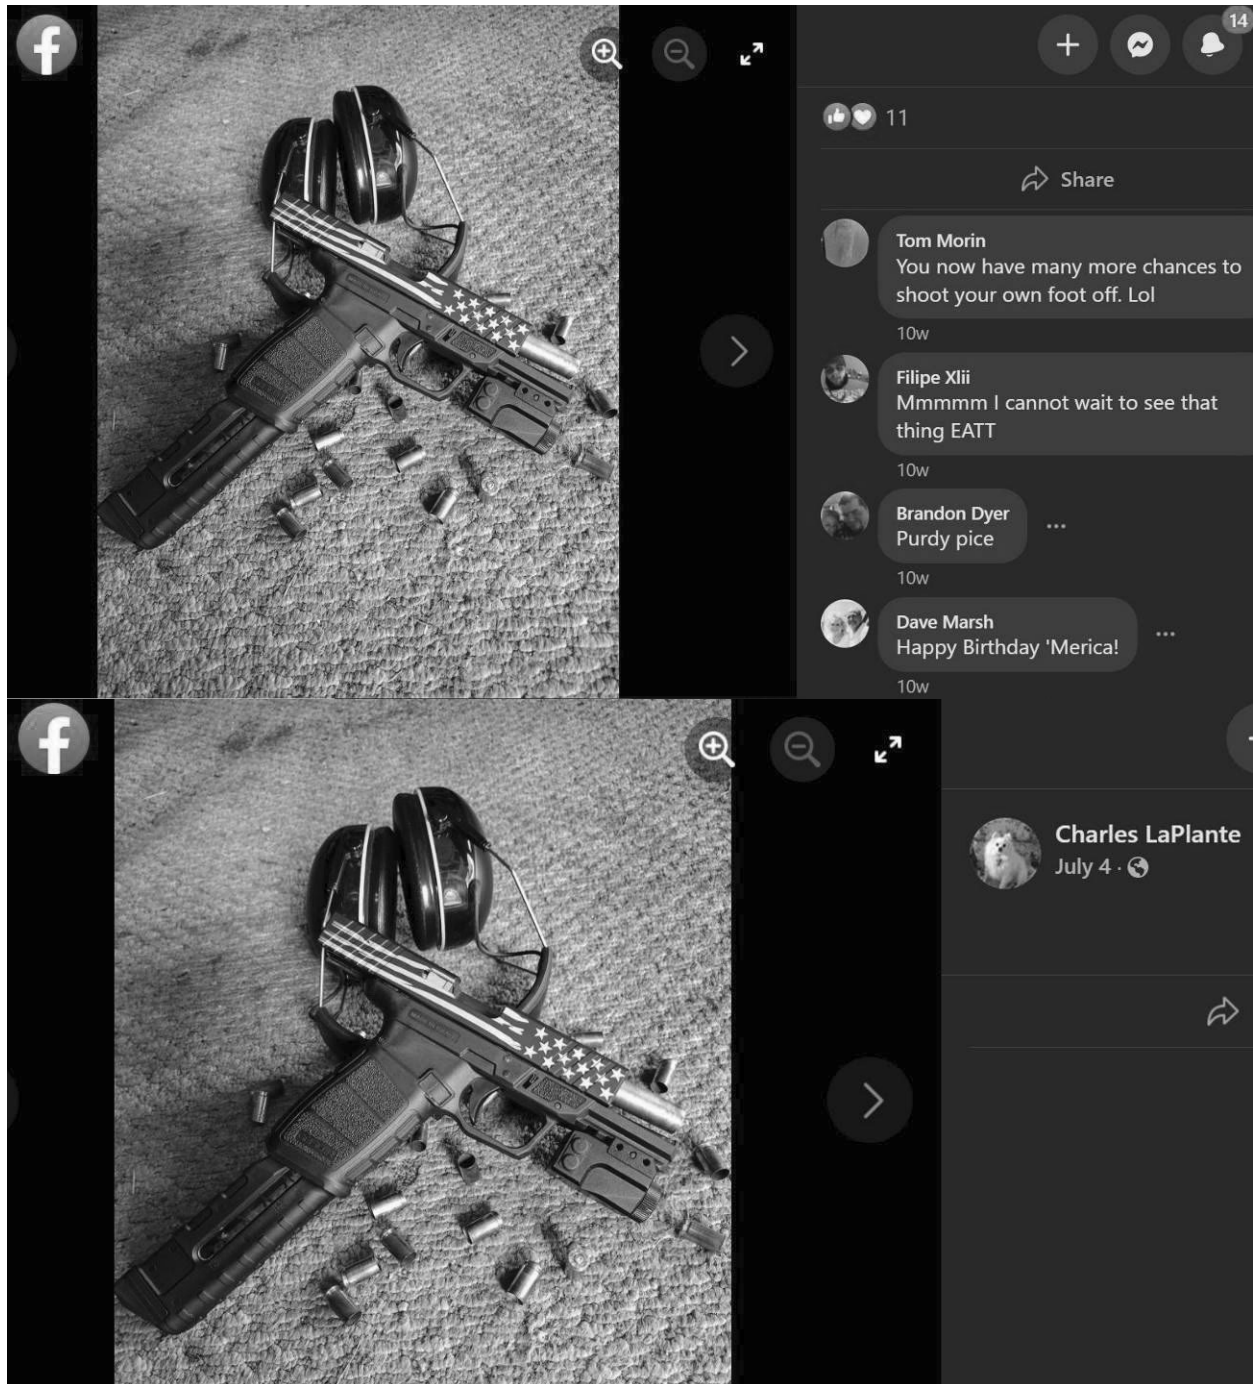 f
14
11
Share
Tom Morin
You now have many more chances to
shoot your own foot off. Lol
10w
Filipe Xlii
Mmmmm I cannot wait to see that
thing EATT
10w
Brandon Dyer
Purdy pice
10w
Dave Marsh
Happy Birthday 'Merica!
10w
f
Charles LaPlante
July 4 ·